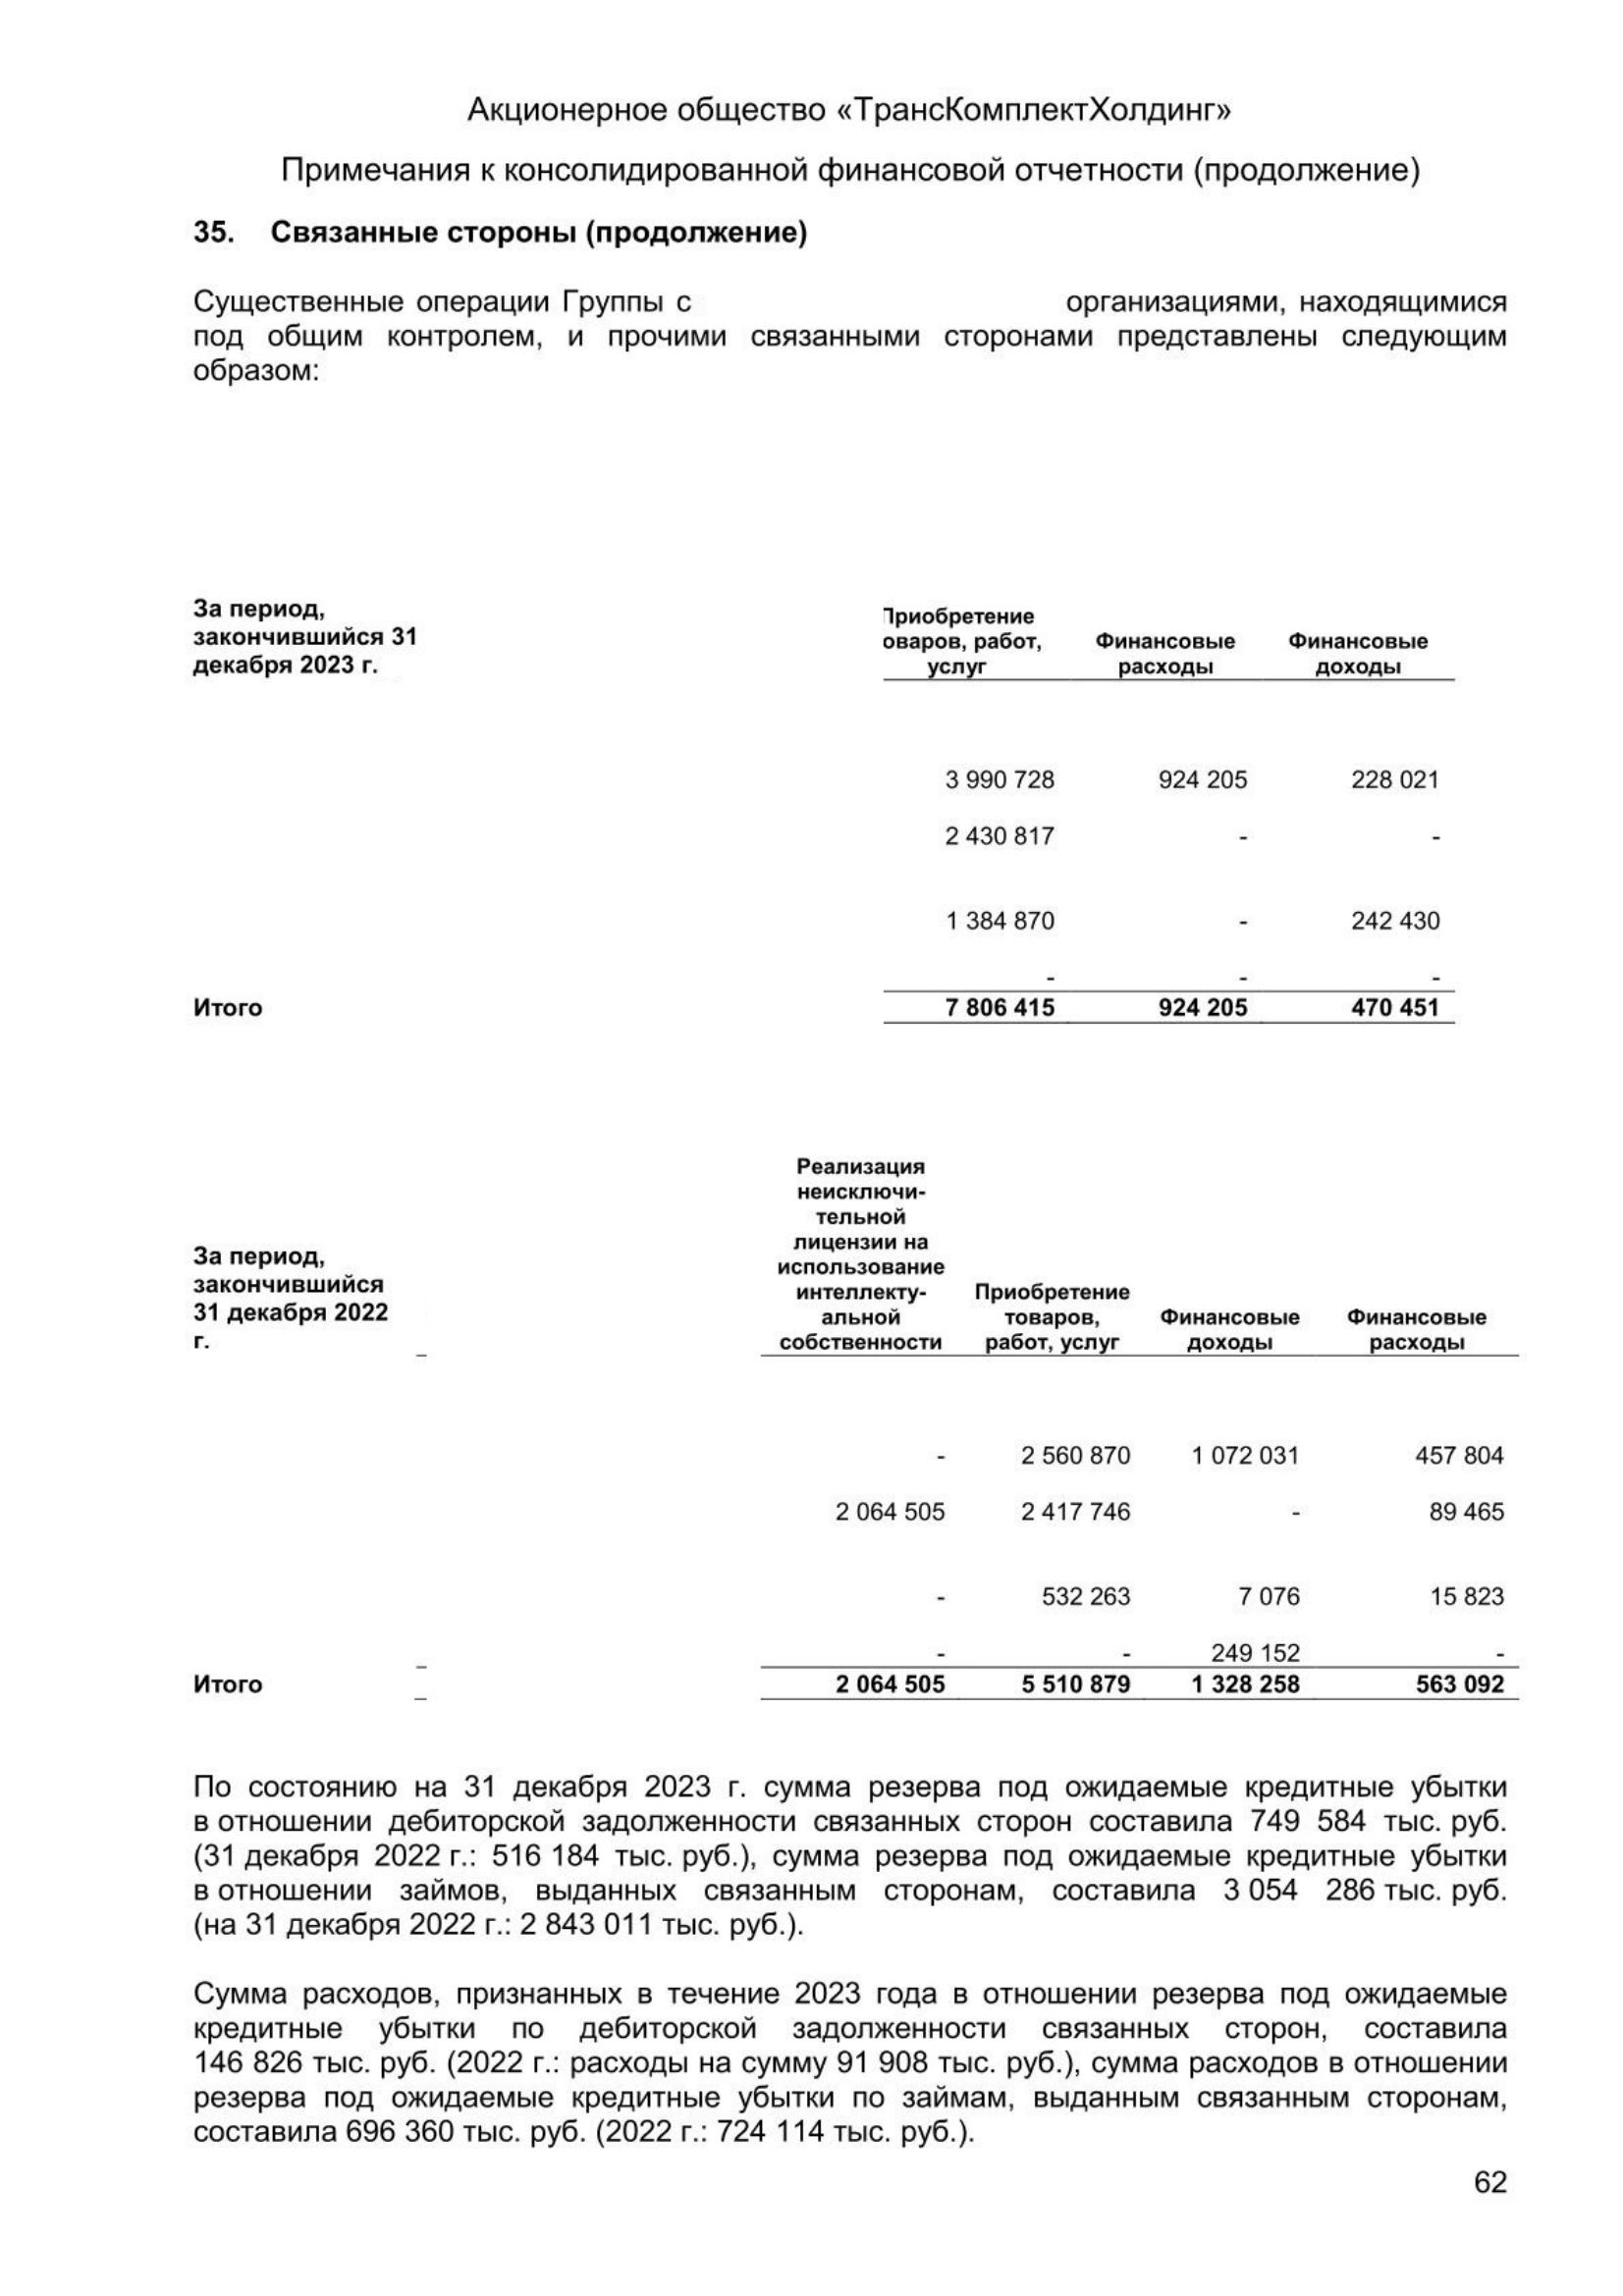 Акционерное общество «ТрансКомплектХолдинг»
Примечания к консолидированной финансовой отчетности (продолжение)
35. Связанные стороны (продолжение)
Существенные операции Группы с организациями, находящимися
под общим контролем, и прочими связанными сторонами представлены следующим
образом:
За период,
закончившийся 31
декабря 2023 г.
Приобретение
оваров, работ,
услуг
Финансовые
расходы
Финансовые
доходы
3 990 728 924 205 228 021
2 430 817 - -
1 384 870 - 242 430
- - -
Итого 7 806 415 924 205 470 451
За период,
закончившийся
31 декабря 2022
г.
Реализация
неисключи-
тельной
лицензии на
использование
интеллекту-
альной
собственности
Приобретение
товаров,
работ, услуг
Финансовые
доходы
Финансовые
расходы
- 2 560 870 1 072 031 457 804
2 064 505 2 417 746 - 89 465
- 532 263 7 076 15 823
- - 249 152 -
Итого 2 064 505 5 510 879 1 328 258 563 092
По состоянию на 31 декабря 2023 г. сумма резерва под ожидаемые кредитные убытки
в отношении дебиторской задолженности связанных сторон составила 749 584 тыс. руб.
(31 декабря 2022 г.: 516 184 тыс. руб.), сумма резерва под ожидаемые кредитные убытки
в отношении займов, выданных связанным сторонам, составила 3 054 286 тыс. руб.
(на 31 декабря 2022 г.: 2 843 011 тыс. руб.).
Сумма расходов, признанных в течение 2023 года в отношении резерва под ожидаемые
кредитные убытки по дебиторской задолженности связанных сторон, составила
146 826 тыс. руб. (2022 г.: расходы на сумму 91 908 тыс. руб.), сумма расходов в отношении
резерва под ожидаемые кредитные убытки по займам, выданным связанным сторонам,
составила 696 360 тыс. руб. (2022 г.: 724 114 тыс. руб.).
62